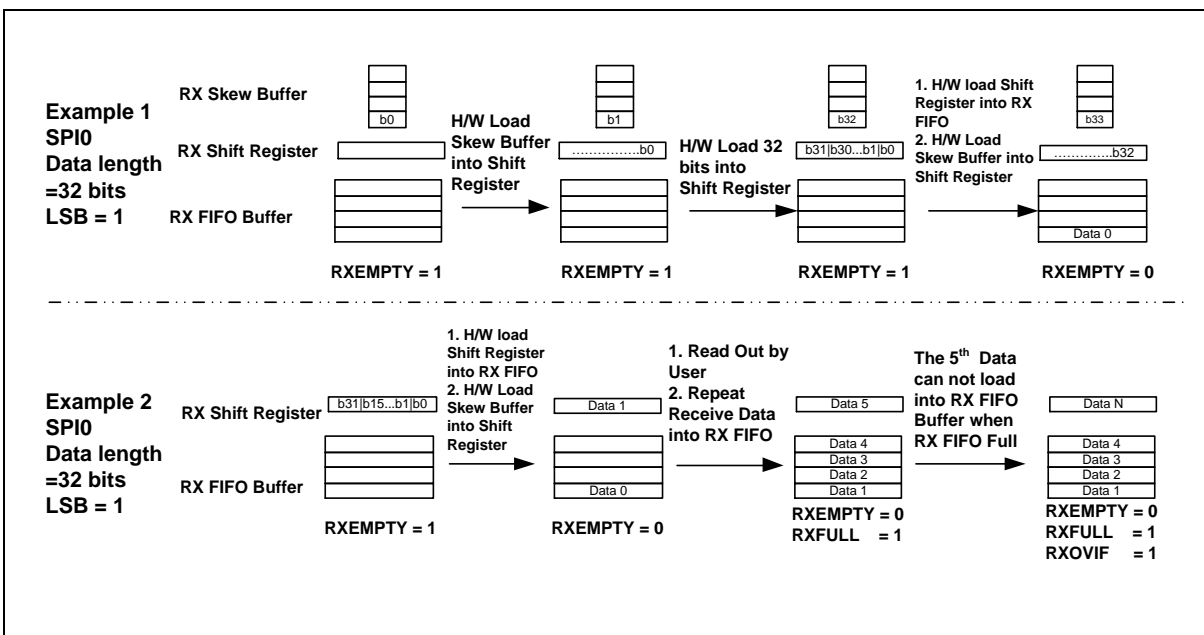 Example 1
SPI0
Data length
=32 bits
LSB = 1
RX Skew Buffer
RX Shift Register
RX FIFO Buffer
b0
RXEMPTY = 1
H/W Load
Skew Buffer
into Shift
Register
b1
................b0
RXEMPTY = 1
H/W Load 32
bits into
Shift Register
b32
b31|b30...b1|b0
RXEMPTY = 1
1. H/W load Shift
Register into RX
FIFO
2. H/W Load
Skew Buffer into
Shift Register
b33
..............b32
Data 0
RXEMPTY = 0
Example 2
SPI0
Data length
=32 bits
LSB = 1
RX Shift Register
RX FIFO Buffer
b31|b15...b1|b0
RXEMPTY = 1
1. H/W load
Shift Register
into RX FIFO
2. H/W Load
Skew Buffer
into Shift
Register
Data 1
Data 0
RXEMPTY = 0
1. Read Out by
User
2. Repeat
Receive Data
into RX FIFO
Data 5
Data 4
Data 3
Data 2
Data 1
RXEMPTY = 0
RXFULL = 1
The 5th Data
can not load
into RX FIFO
Buffer when
RX FIFO Full
Data N
Data 4
Data 3
Data 2
Data 1
RXEMPTY = 0
RXFULL = 1
RXOVIF = 1